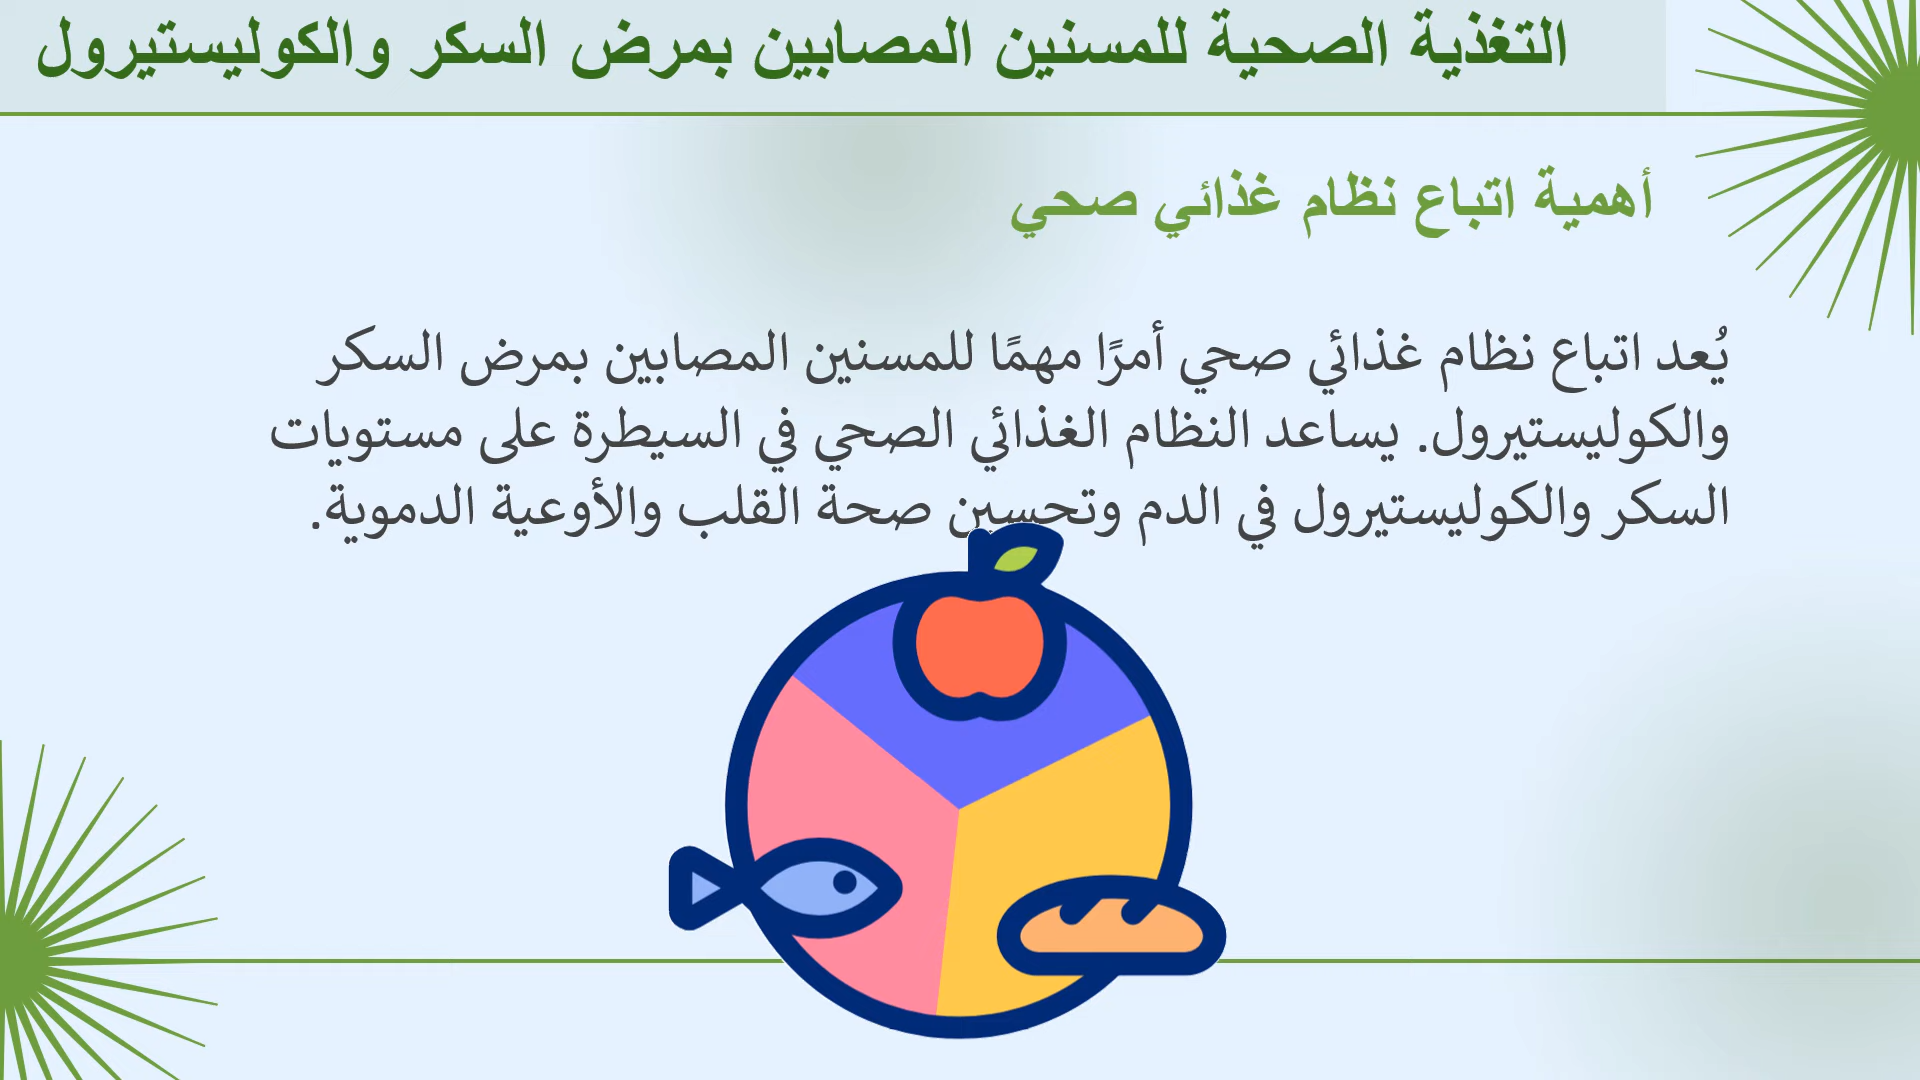 التغذية الصحية للمسنين المصابين بمرض السكر والكوليستيرول
أهمية اتباع نظام غذائي صحي
يُعد اتباع نظام غذائي صحي أمرًا مهمًا للمسنين المصابين بمرض السكر
والكوليستيرول. يساعد النظام الغذائي الصحي في السيطرة على مستويات
السكر والكوليستيرول في الدم وتحسين صحة القلب والأوعية الدموية.